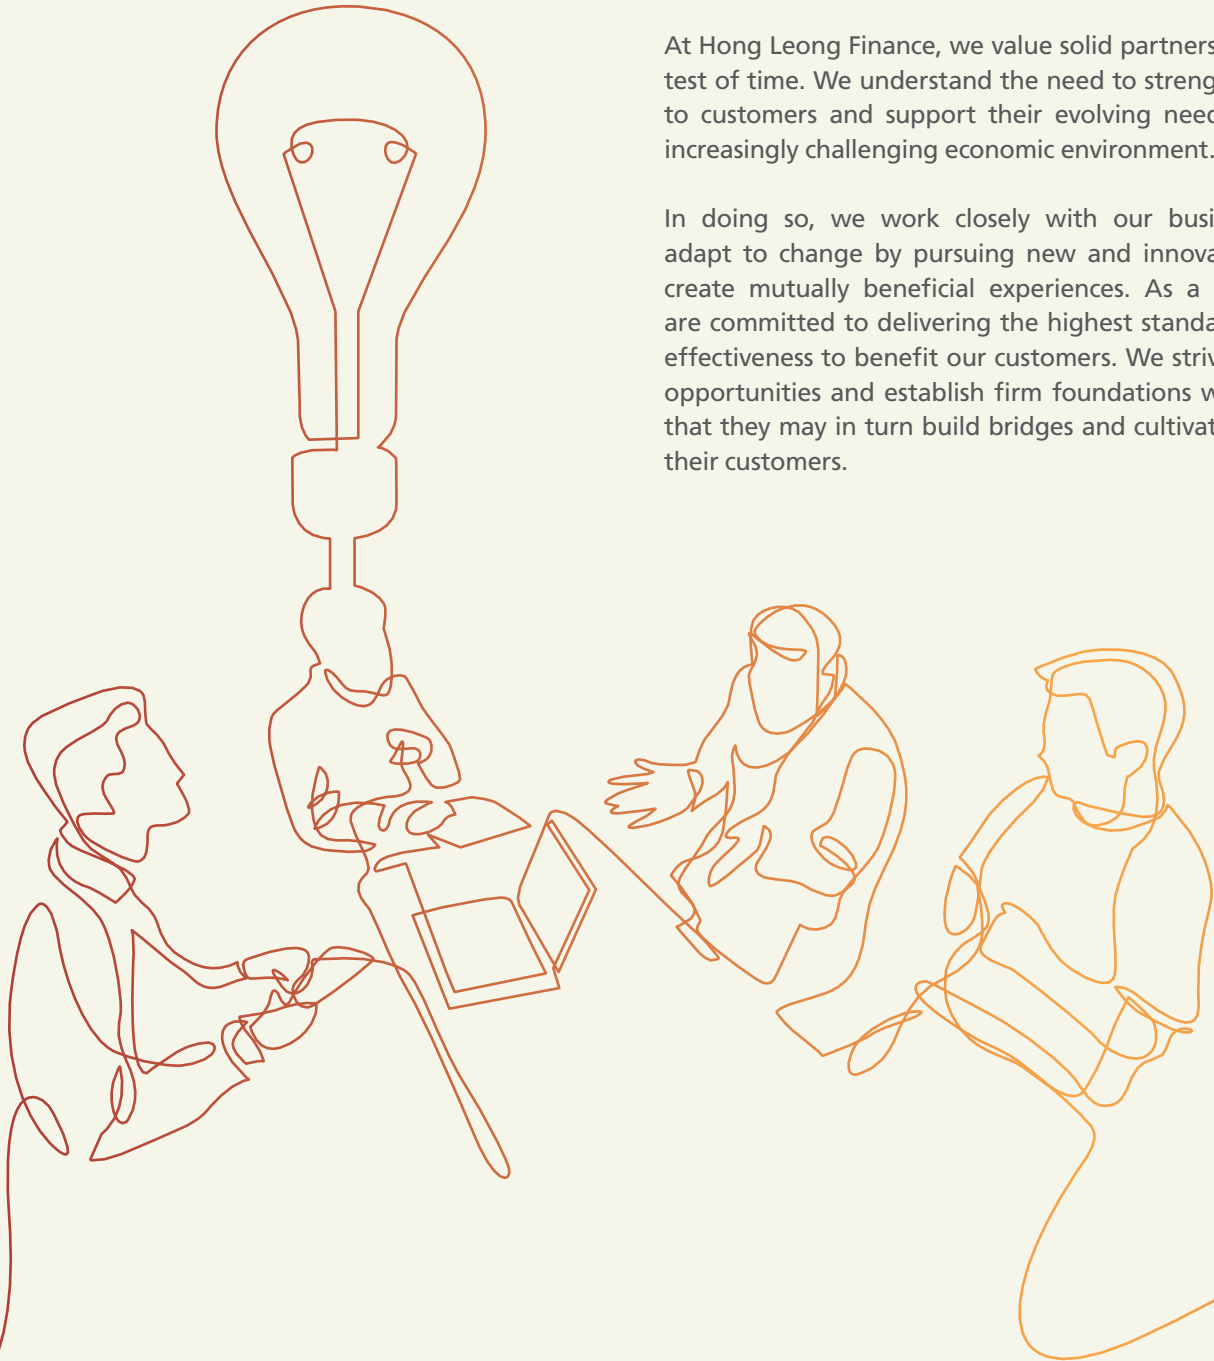 At Hong Leong Finance, we value solid partners
test of time. We understand the need to streng
to customers and support their evolving need
increasingly challenging economic environment.
In doing so, we work closely with our busi
adapt to change by pursuing new and innova
create mutually beneficial experiences. As a
are committed to delivering the highest standa
effectiveness to benefit our customers. We striv
opportunities and establish firm foundations w
that they may in turn build bridges and cultivat
their customers.